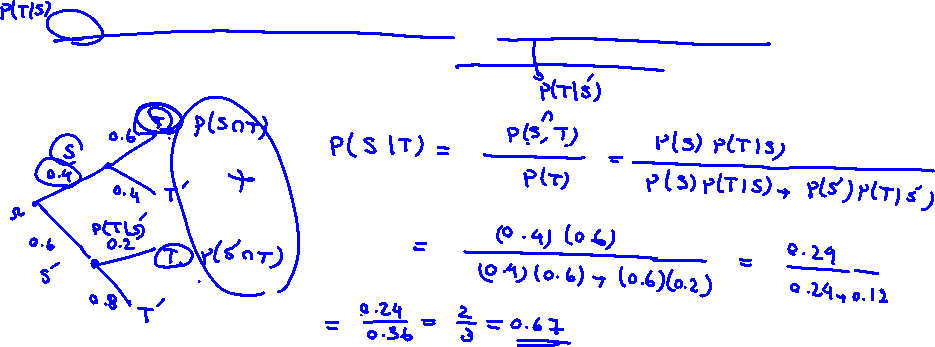 P(T|S)
P(T|S')
0.6 T P(S∩T)
S
0.4
0.4 T'
+
Ω
0.6 P(T|S')
S' 0.2 T P(S'∩T)
0.8 T'
P(S|T) = P(S∩T) / P(T) = P(S) P(T|S) / P(S) P(T|S) + P(S') P(T|S')
= (0.4) (0.6) / (0.4) (0.6) + (0.6)(0.2) = 0.24 / 0.24 + 0.12
= 0.24 / 0.36 = 2/3 = 0.67